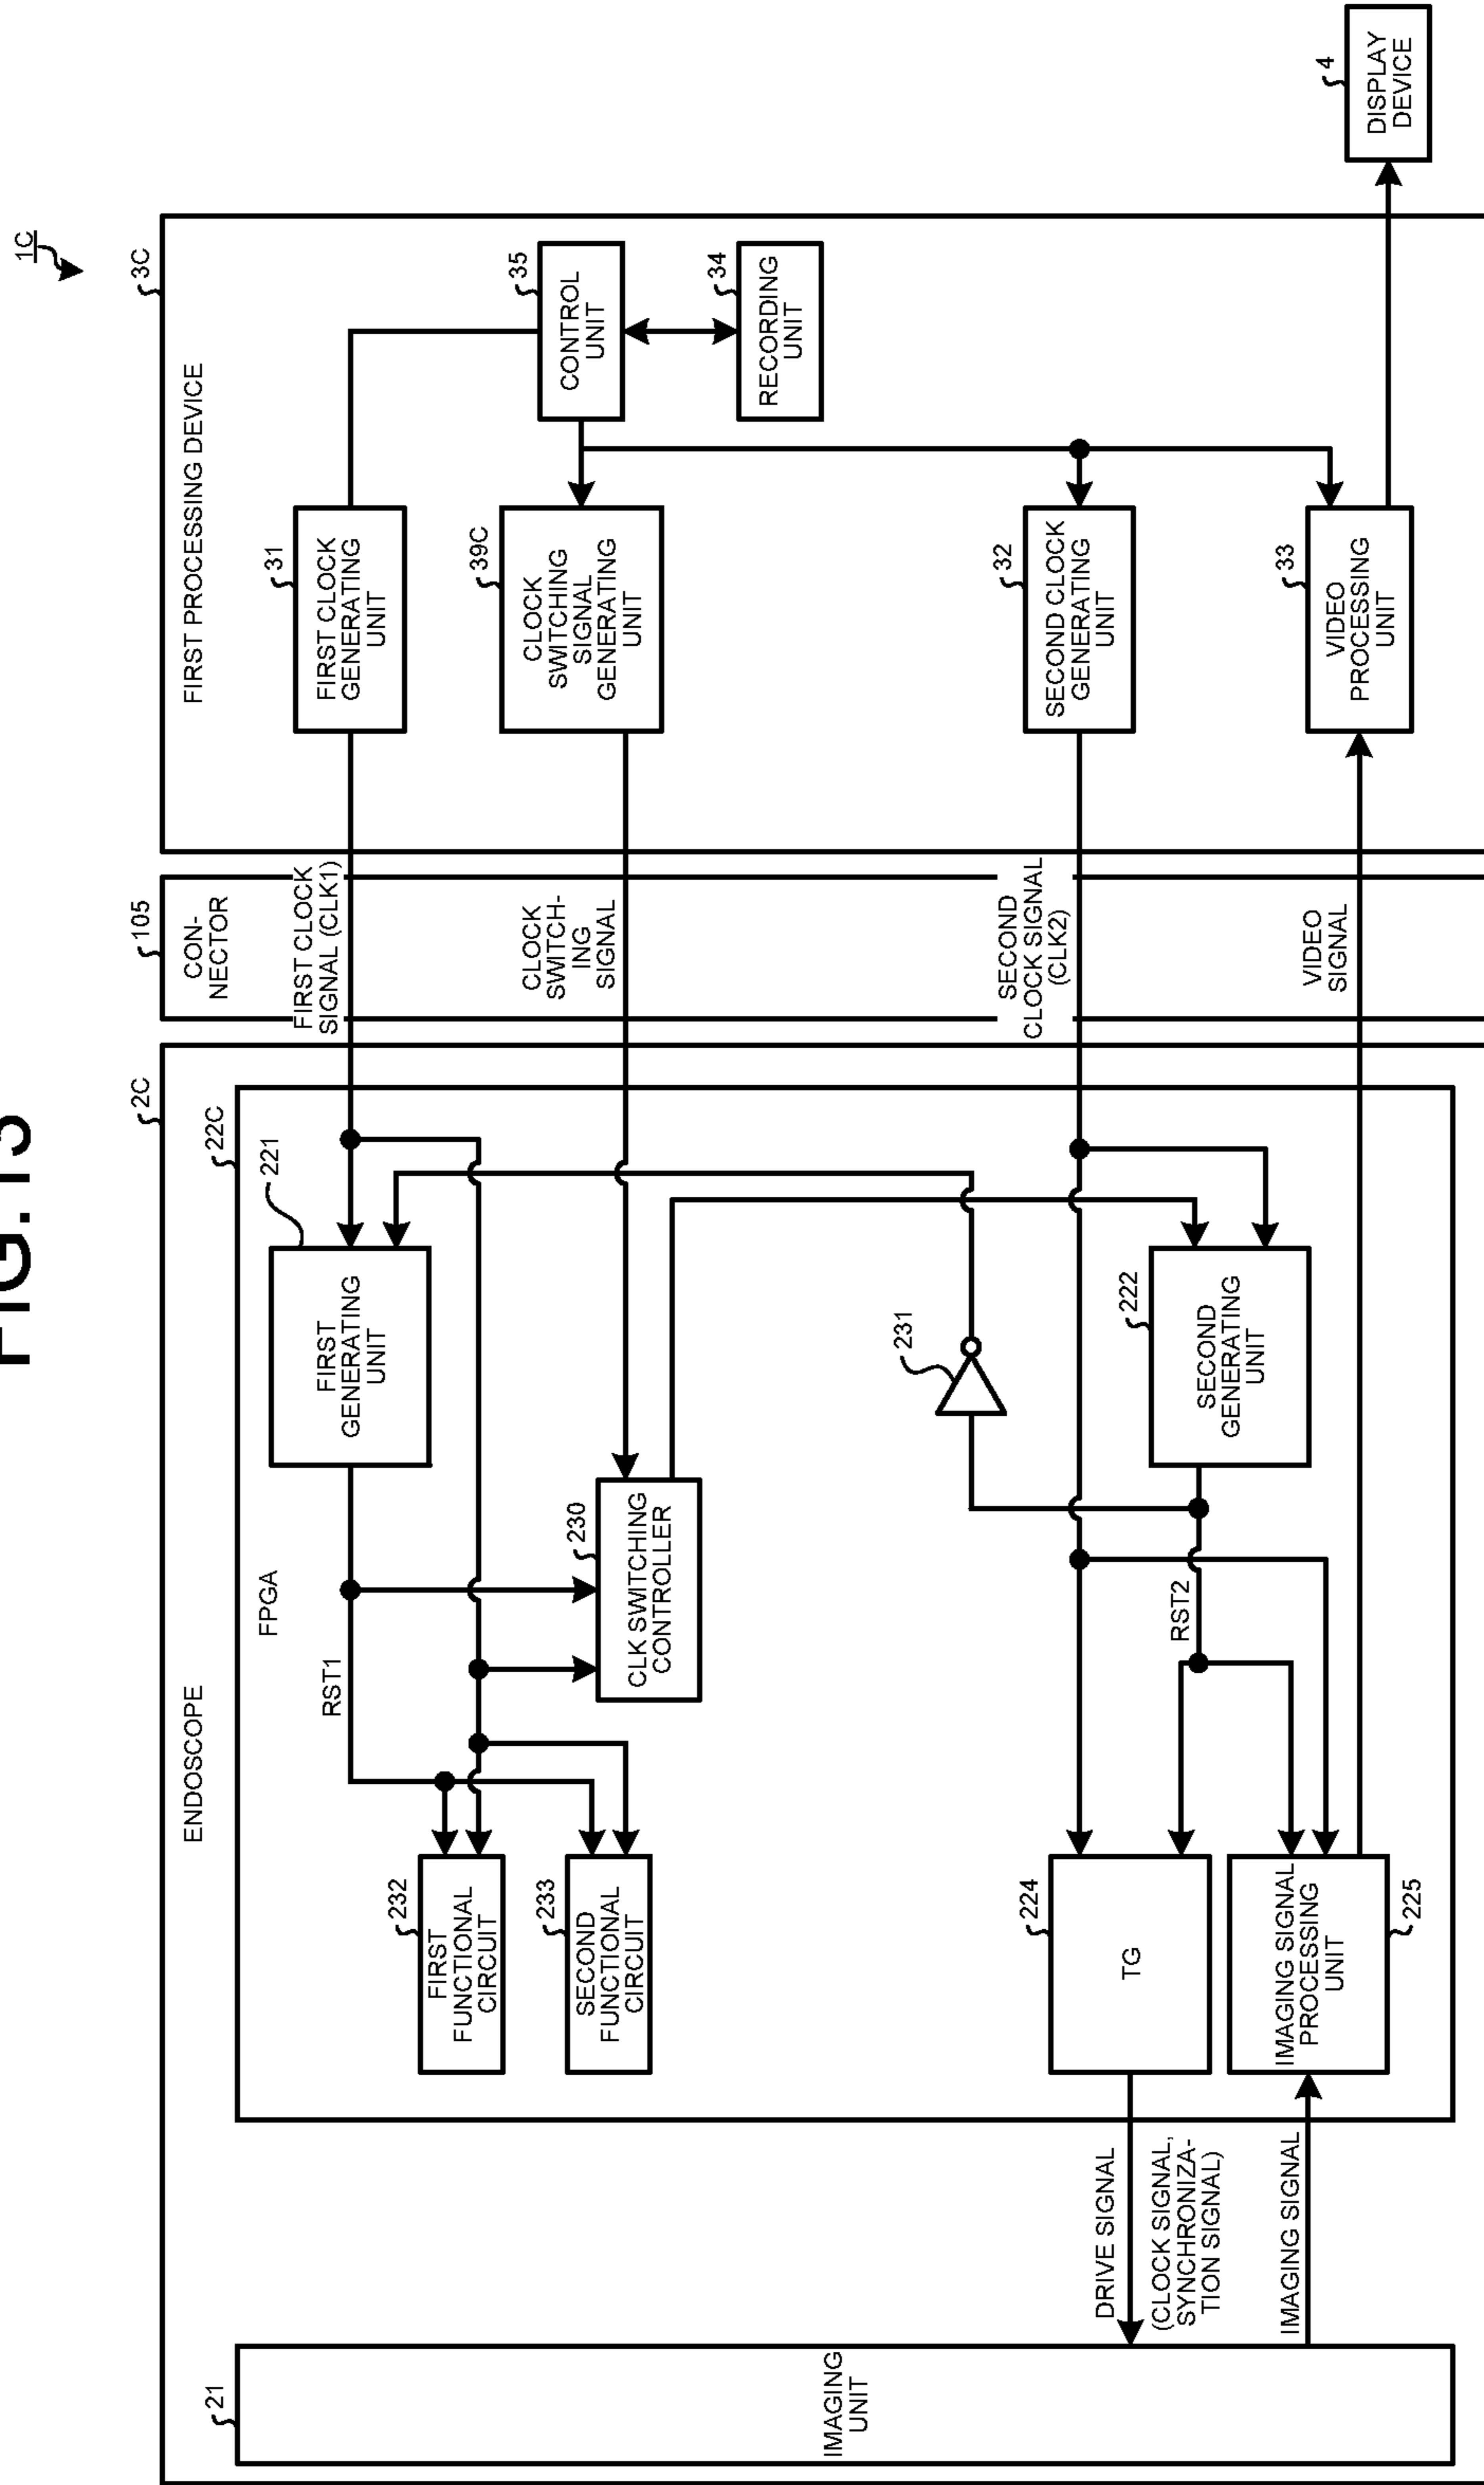 FIG.13
1C
2C
ENDOSCOPE
21
IMAGING
UNIT
DRIVE SIGNAL
(CLOCK SIGNAL,
SYNCHRONIZA-
TION SIGNAL)
IMAGING SIGNAL
22C
FPGA
221
FIRST
GENERATING
UNIT
RST1
232
FIRST
FUNCTIONAL
CIRCUIT
233
SECOND
FUNCTIONAL
CIRCUIT
230
CLK SWITCHING
CONTROLLER
231
222
SECOND
GENERATING
UNIT
RST2
224
TG
225
IMAGING SIGNAL
PROCESSING
UNIT
105
CON-
NECTOR
FIRST CLOCK
SIGNAL (CLK1)
CLOCK
SWITCH-
ING
SIGNAL
SECOND
CLOCK SIGNAL
(CLK2)
VIDEO
SIGNAL
3C
FIRST PROCESSING DEVICE
31
FIRST CLOCK
GENERATING
UNIT
39C
CLOCK
SWITCHING
SIGNAL
GENERATING
UNIT
35
CONTROL
UNIT
34
RECORDING
UNIT
32
SECOND CLOCK
GENERATING
UNIT
33
VIDEO
PROCESSING
UNIT
4
DISPLAY
DEVICE